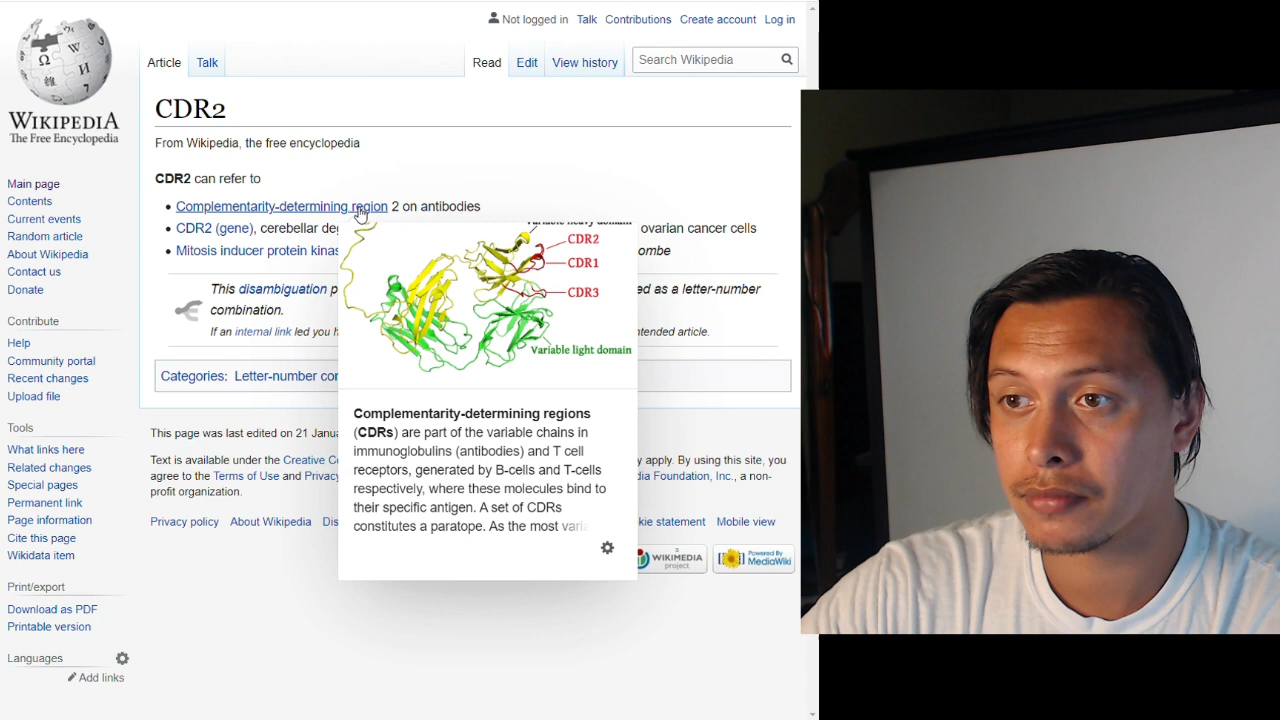 Not logged in Talk Contributions Create account Log in
Article Talk Read Edit View history Search Wikipedia
WIKIPEDIA
The Free Encyclopedia
Main page
Contents
Current events
Random article
About Wikipedia
Contact us
Donate
Contribute
Help
Community portal
Recent changes
Upload file
Tools
What links here
Related changes
Special pages
Permanent link
Page information
Cite this page
Wikidata item
Print/export
Download as PDF
Printable version
Languages
Add links
CDR2
From Wikipedia, the free encyclopedia
CDR2 can refer to
Complementarity-determining region 2 on antibodies
CDR2 (gene), cerebellar ovarian cancer cells
Mitosis inducer protein
This disambiguation ed as a letter-number
combination.
If an internal link led you ntended article.
Categories: Letter-number
This page was last edited on 21
Text is available under the Creative y apply. By using this site, you
agree to the Terms of Use and Foundation, Inc., a non-
profit organization.
Privacy policy About Wikipedia statement Mobile view
WIKIMEDIA
project
Powered By
MediaWiki
CDR2
CDR1
CDR3
Variable light domain
Complementarity-determining regions
(CDRs) are part of the variable chains in
immunoglobulins (antibodies) and T cell
receptors, generated by B-cells and T-cells
respectively, where these molecules bind to
their specific antigen. A set of CDRs
constitutes a paratope. As the most